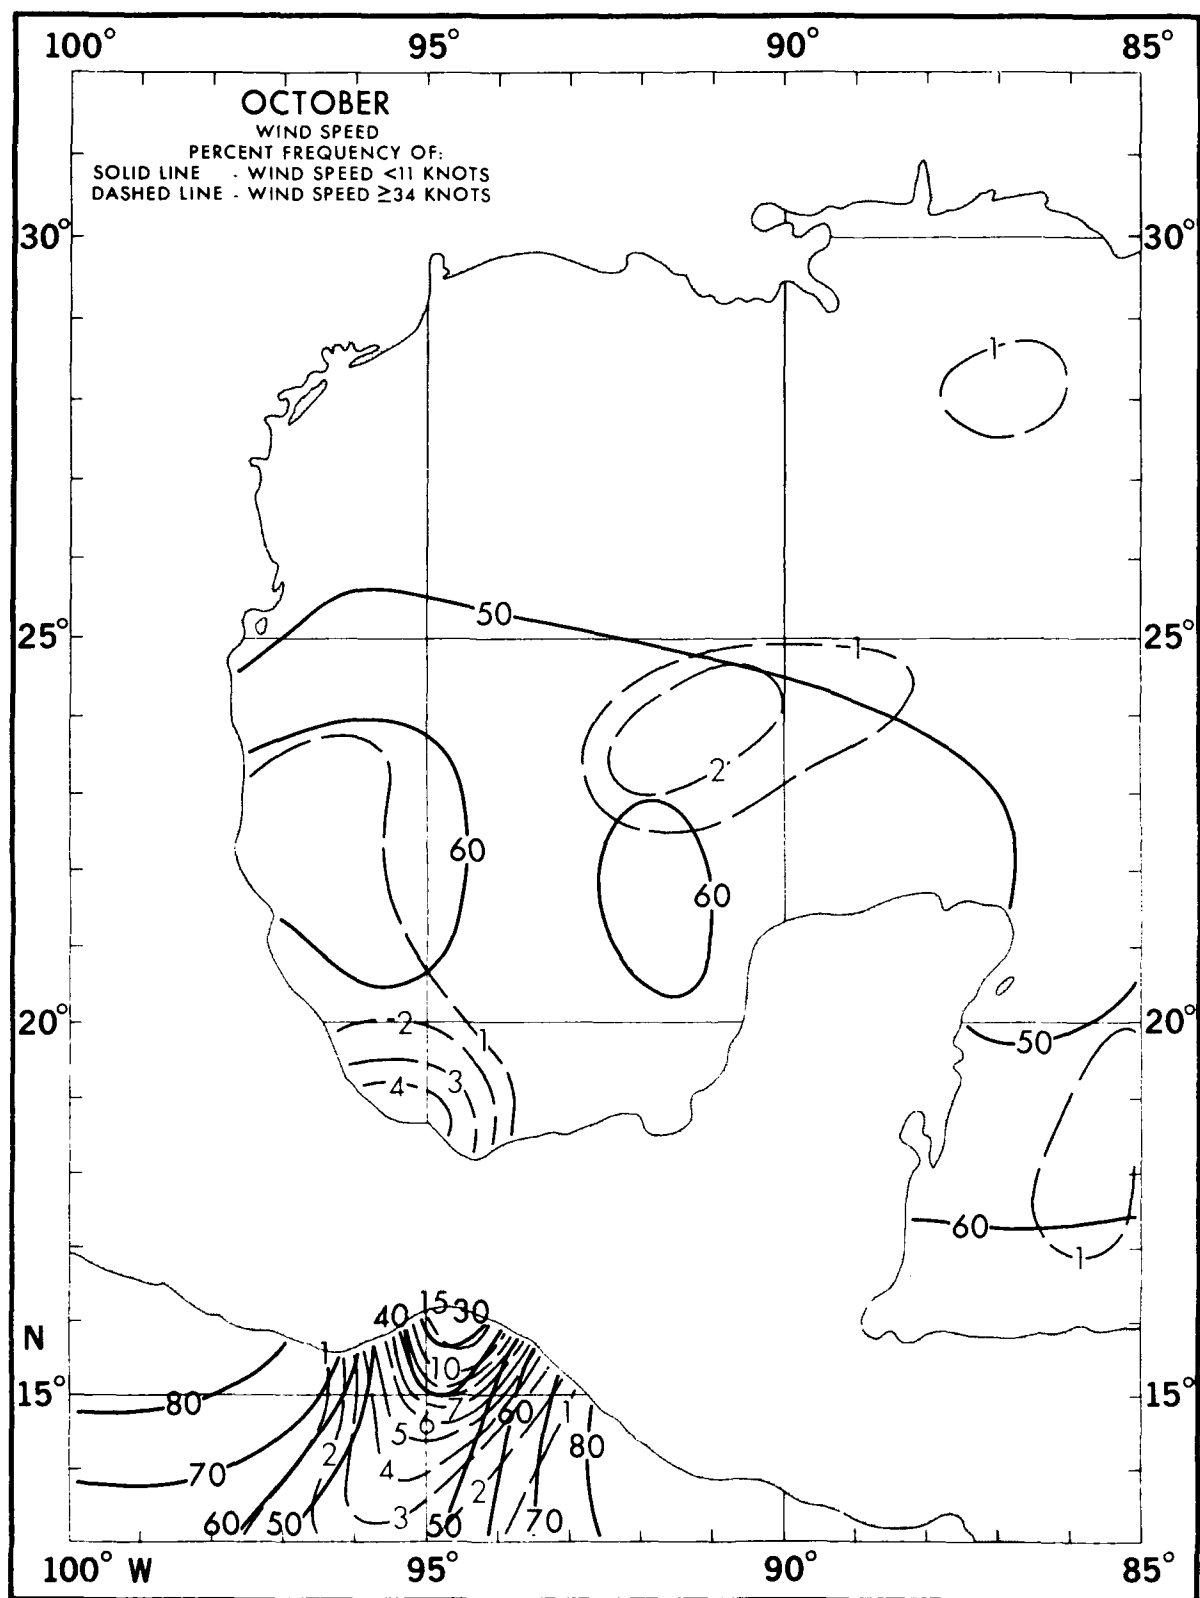 100° 95° 90° 85°
OCTOBER
WIND SPEED
PERCENT FREQUENCY OF:
SOLID LINE - WIND SPEED <11 KNOTS
DASHED LINE - WIND SPEED ≥34 KNOTS
30° 30°
1
50
25° 25°
1
2
60
60
20° 2 1 20°
50
3
4
60
1
15 30
40
N
1
10
15° 80 7 60 1 15°
6
5 80
2
4
70
2
3
60 50 50 70
100° W 95° 90° 85°